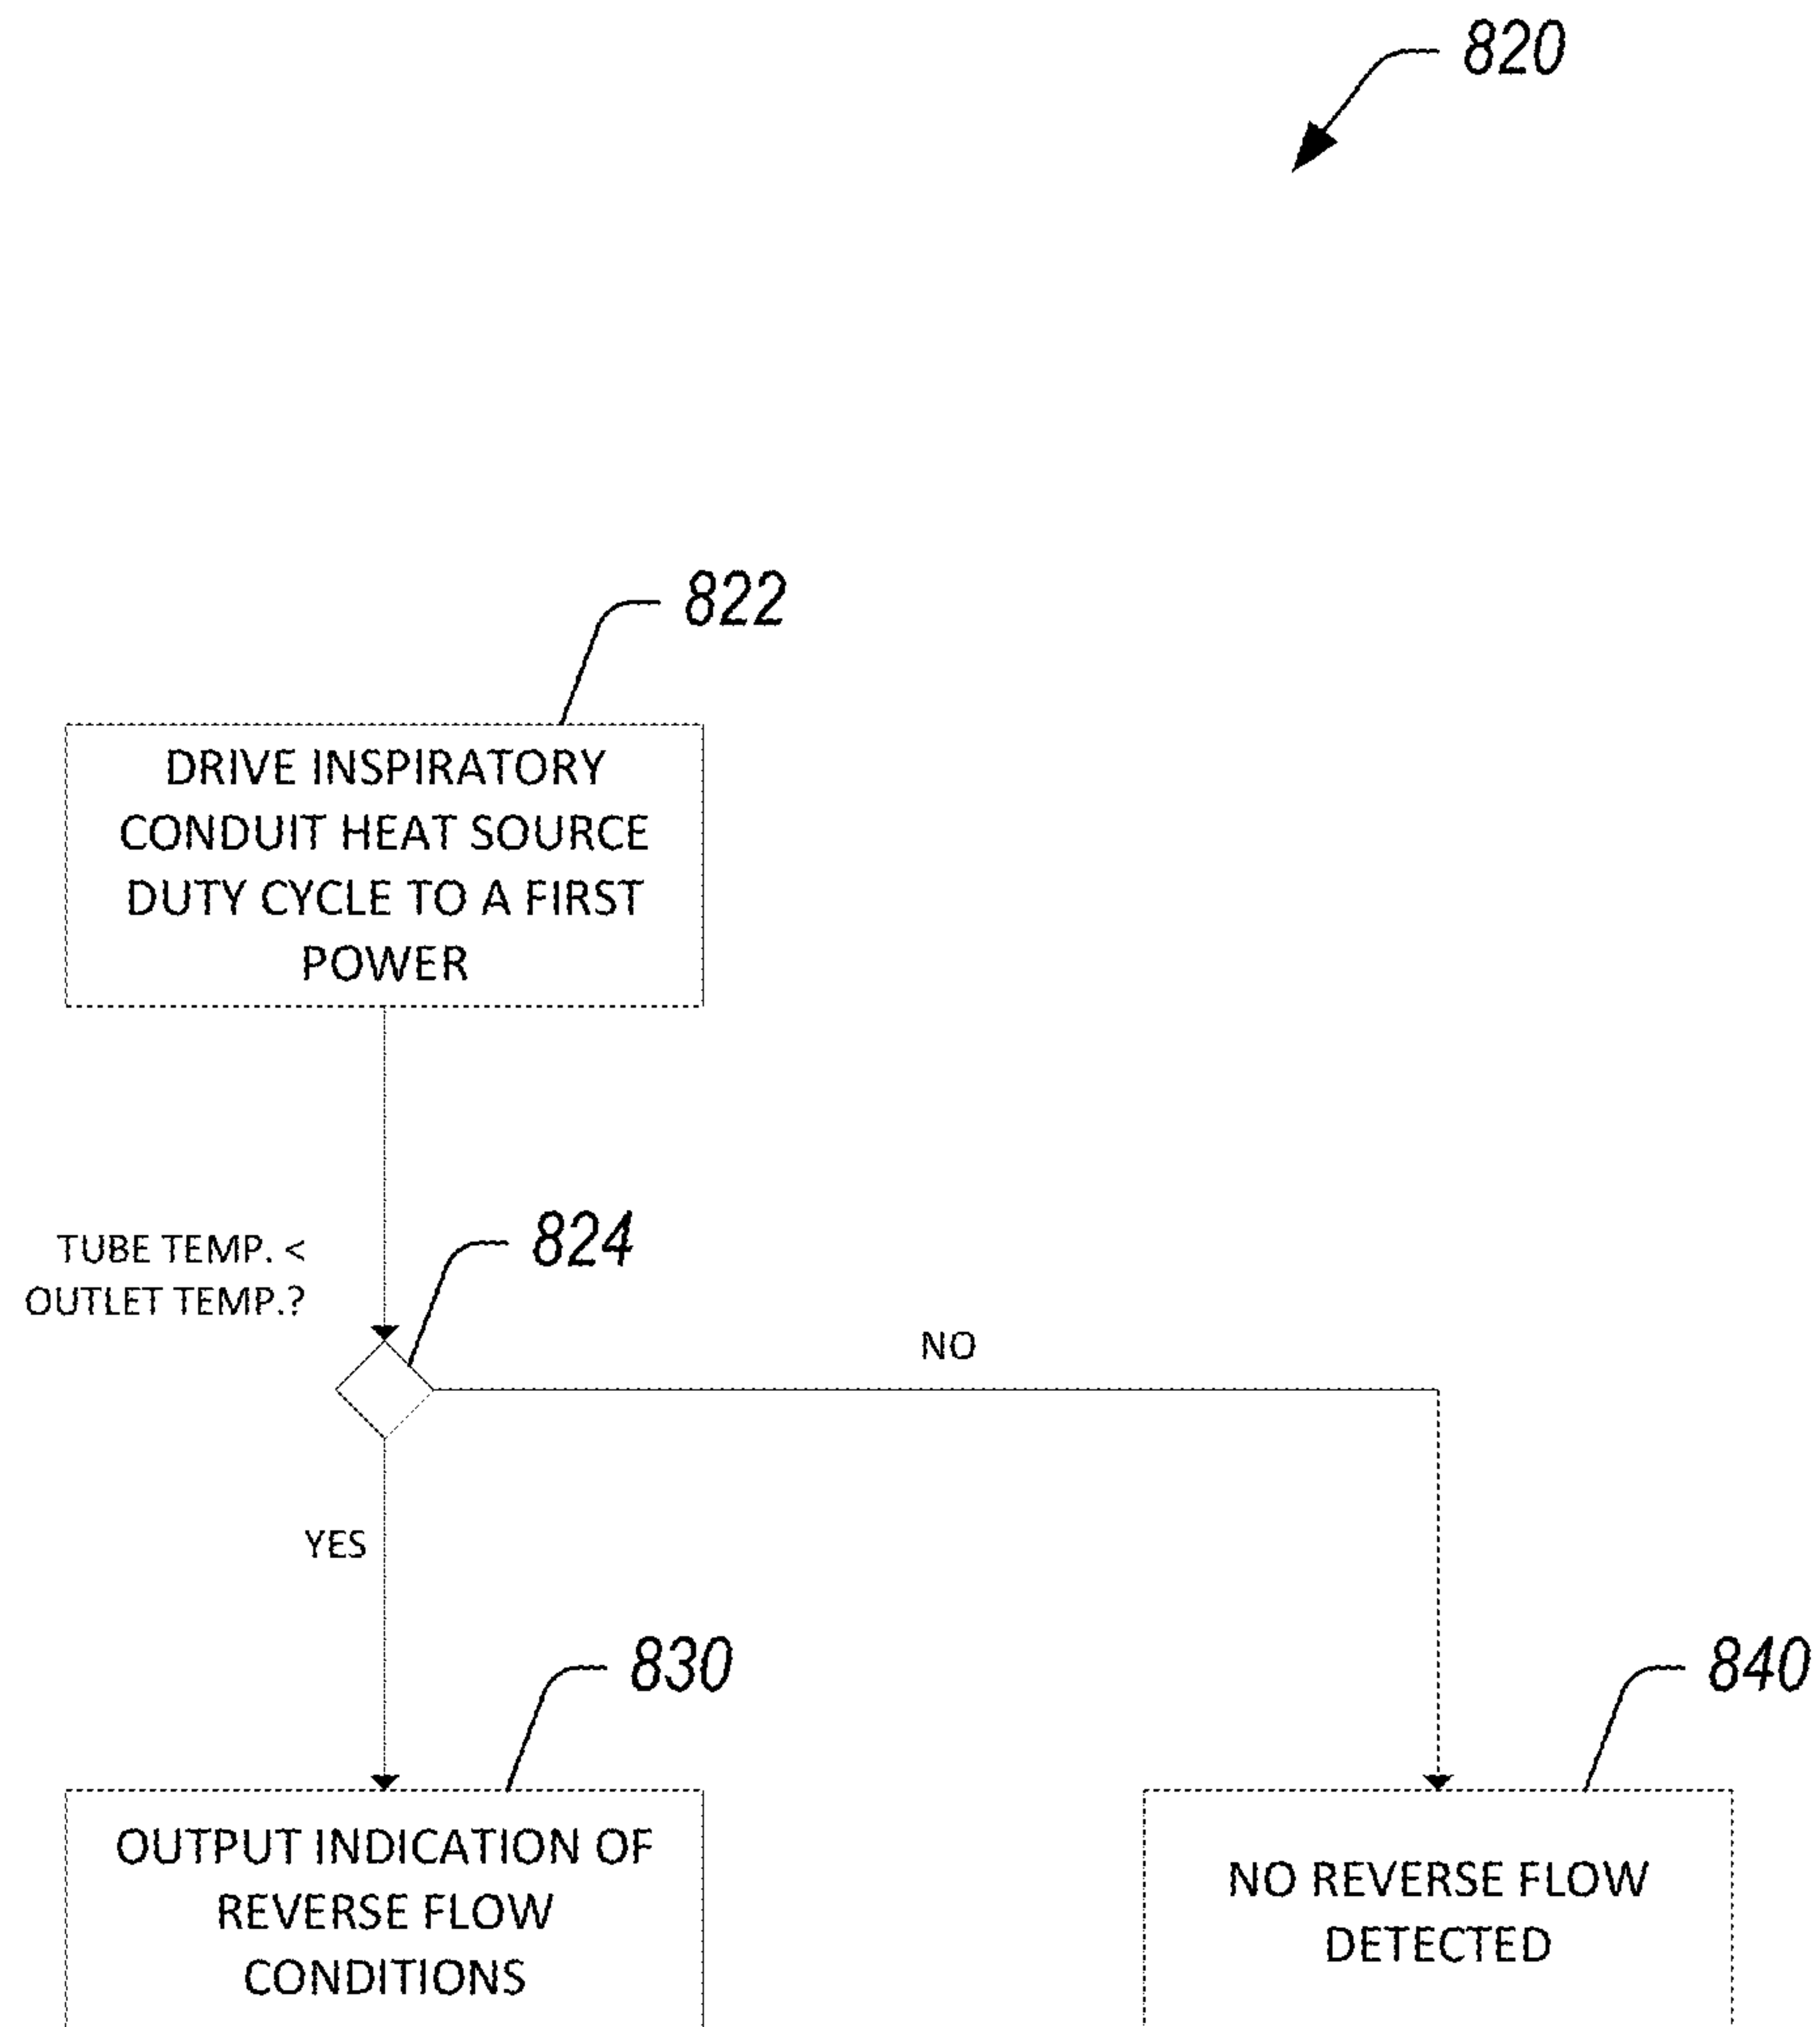 820
822
DRIVE INSPIRATORY
CONDUIT HEAT SOURCE
DUTY CYCLE TO A FIRST
POWER
TUBE TEMP. <
OUTLET TEMP.?
824
NO
YES
830
840
OUTPUT INDICATION OF
REVERSE FLOW
CONDITIONS
NO REVERSE FLOW
DETECTED